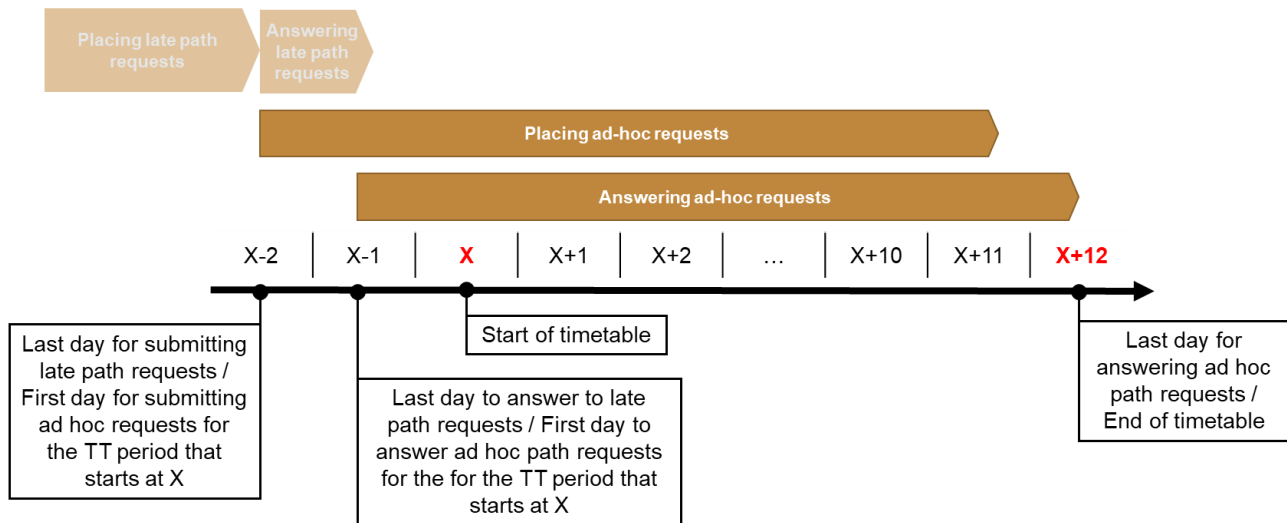 Placing late path
requests
Answering
late path
requests
Placing ad-hoc requests
Answering ad-hoc requests
X-2
X-1
X
X+1
X+2
...
X+10
X+11
X+12
Last day for submitting
late path requests /
First day for submitting
ad hoc requests for
the TT period that
starts at X
Start of timetable
Last day to answer to late
path requests / First day to
answer ad hoc path requests
for the for the TT period that
starts at X
Last day for
answering ad hoc
path requests /
End of timetable